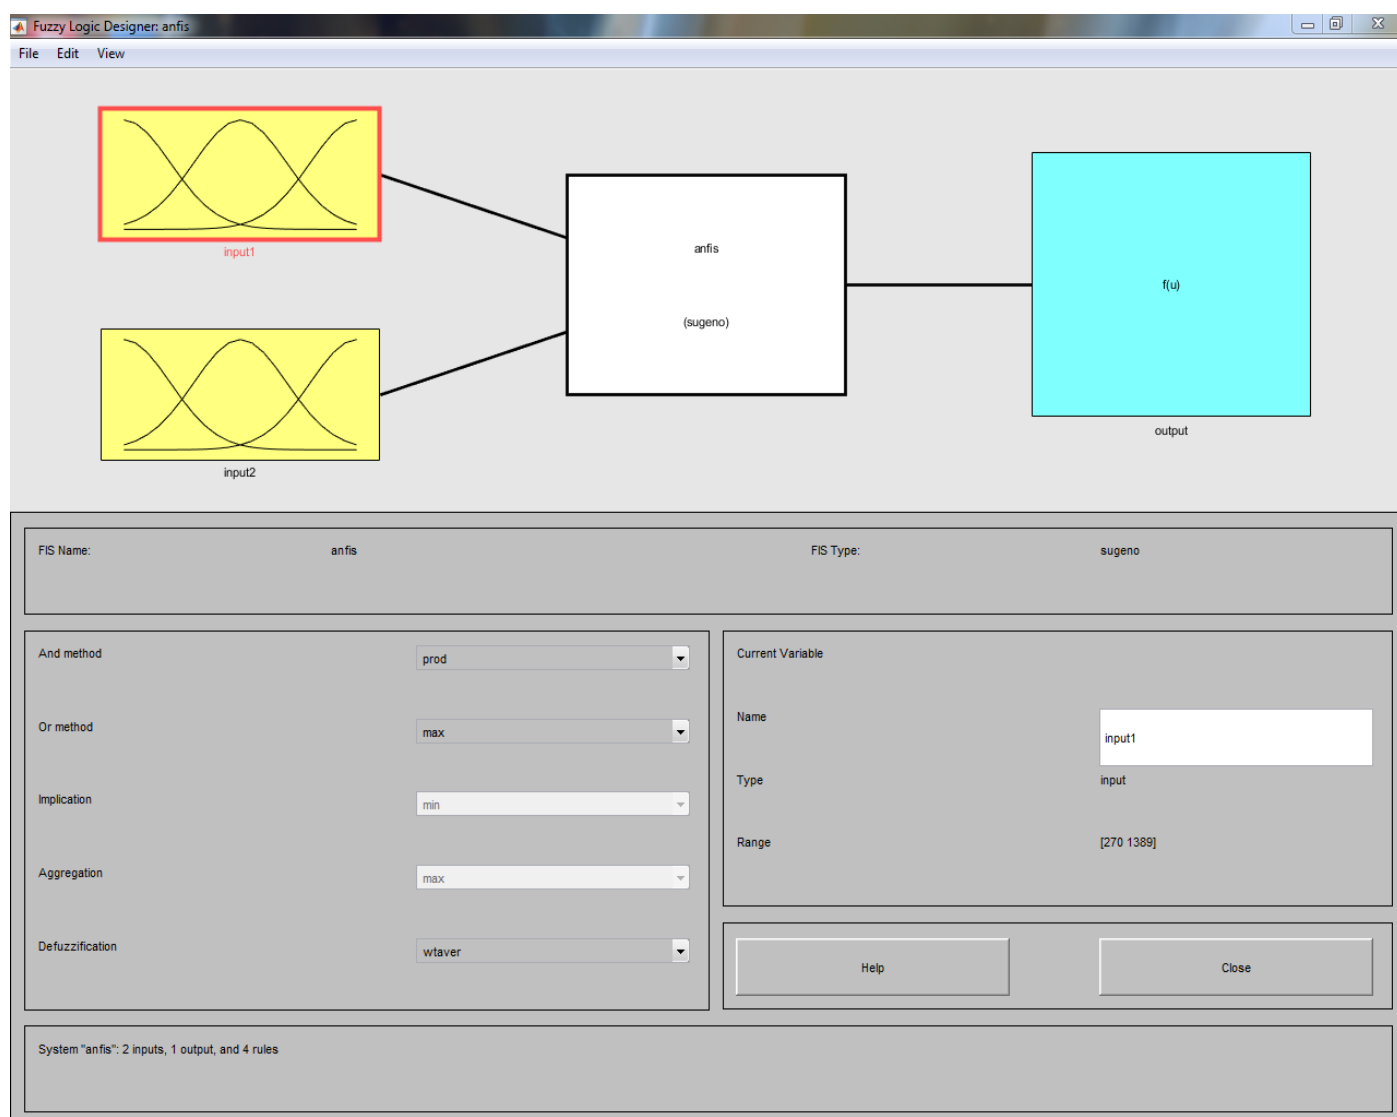 Fuzzy Logic Designer: anfis
File Edit View
input1
input2
anfis
(sugeno)
f(u)
output
FIS Name: anfis FIS Type: sugeno
And method prod
Or method max
Implication min
Aggregation max
Defuzzification wtaver
Current Variable
Name input1
Type input
Range [270 1389]
Help Close
System "anfis": 2 inputs, 1 output, and 4 rules